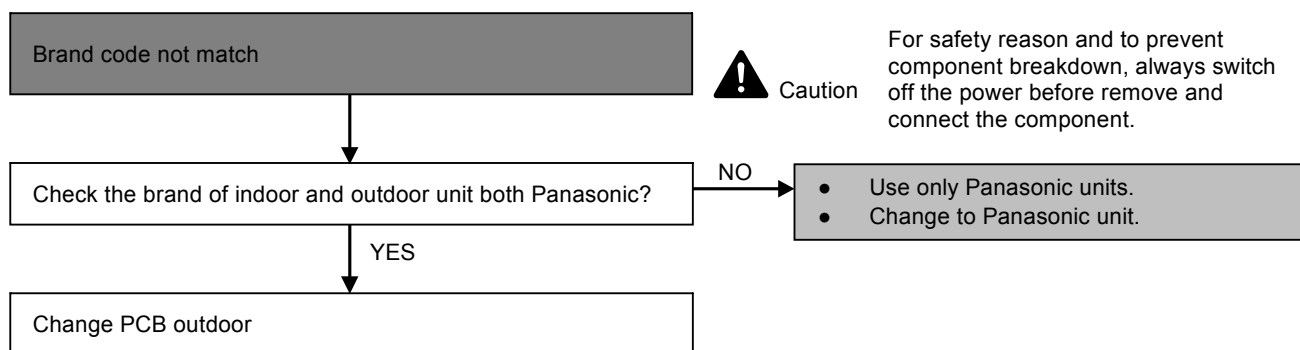 Brand code not match
Caution
For safety reason and to prevent
component breakdown, always switch
off the power before remove and
connect the component.
Check the brand of indoor and outdoor unit both Panasonic?
NO
● Use only Panasonic units.
● Change to Panasonic unit.
YES
Change PCB outdoor